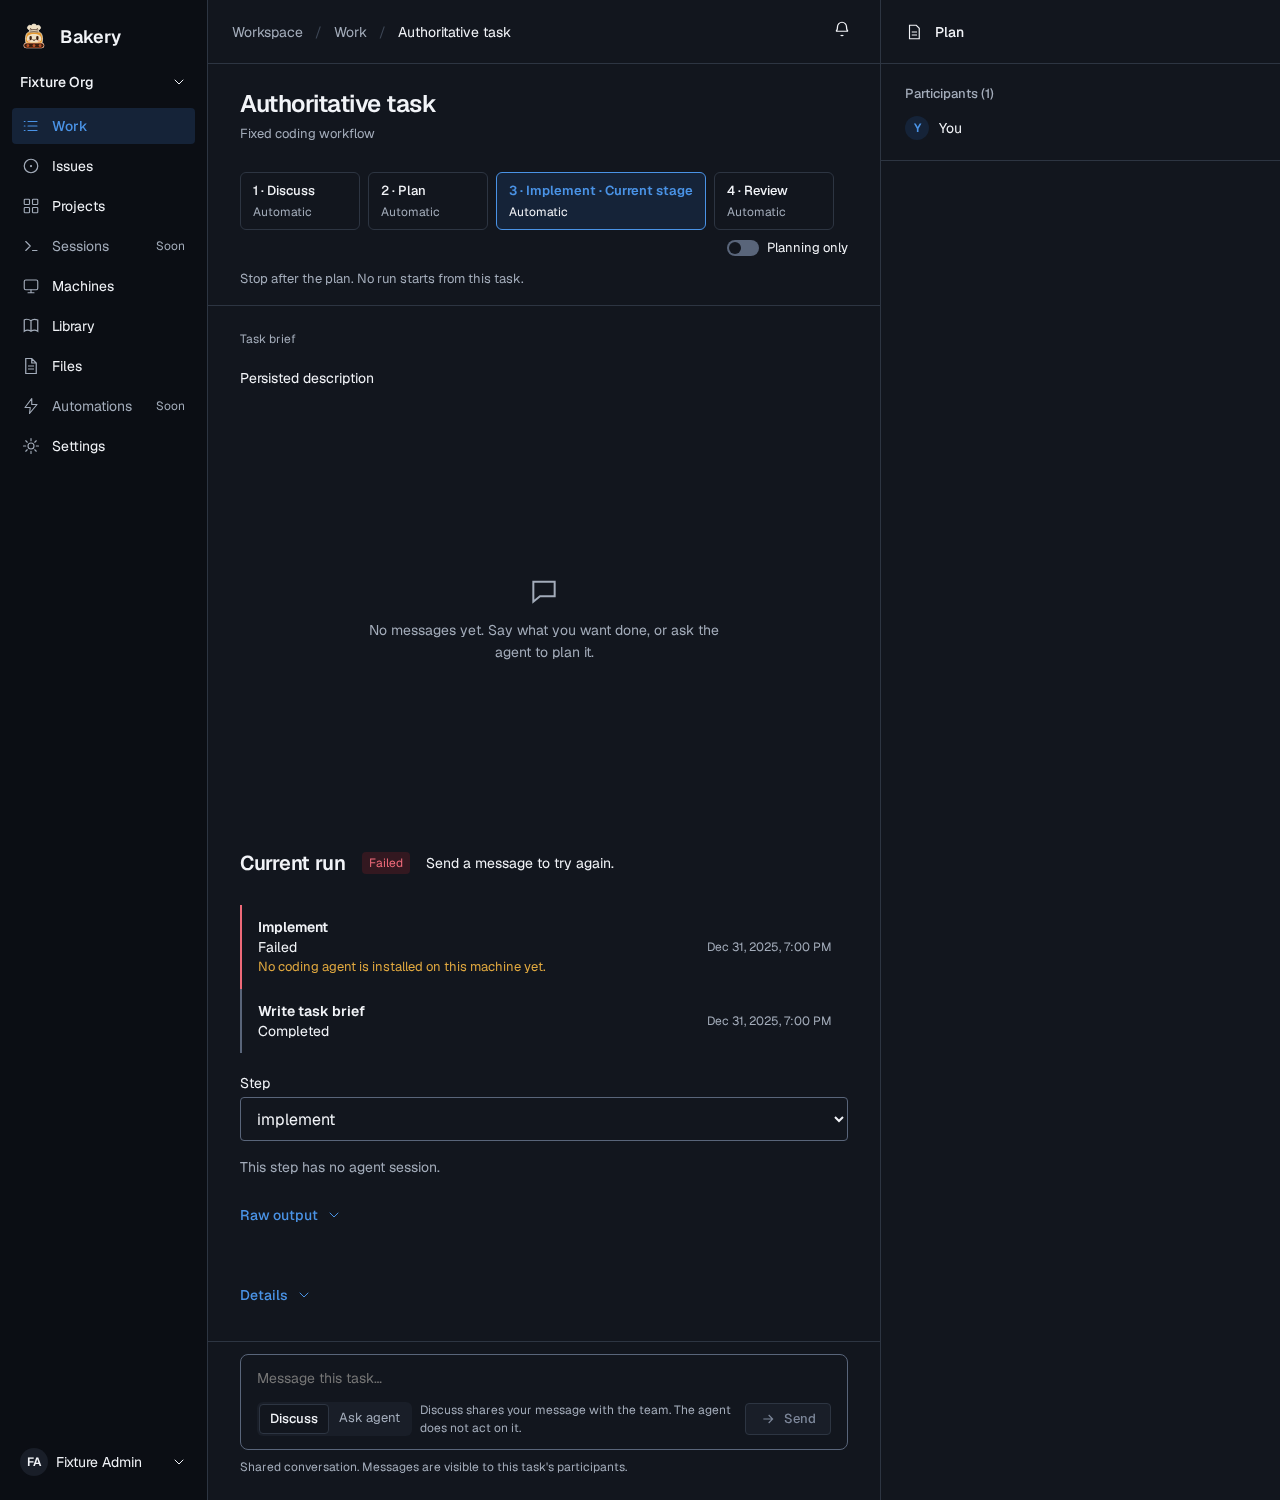 Bakery
Fixture Org
Work
Issues
Projects
Sessions Soon
Machines
Library
Files
Automations Soon
Settings
FA Fixture Admin
Workspace / Work / Authoritative task
Authoritative task
Fixed coding workflow
1 · Discuss
Automatic
2 · Plan
Automatic
3 · Implement · Current stage
Automatic
4 · Review
Automatic
Planning only
Stop after the plan. No run starts from this task.
Task brief
Persisted description
No messages yet. Say what you want done, or ask the
agent to plan it.
Current run Failed Send a message to try again.
Implement
Failed
No coding agent is installed on this machine yet.
Dec 31, 2025, 7:00 PM
Write task brief
Completed
Dec 31, 2025, 7:00 PM
Step
implement
This step has no agent session.
Raw output
Details
Message this task...
Discuss Ask agent
Discuss shares your message with the team. The agent
does not act on it.
Send
Shared conversation. Messages are visible to this task's participants.
Plan
Participants (1)
Y You